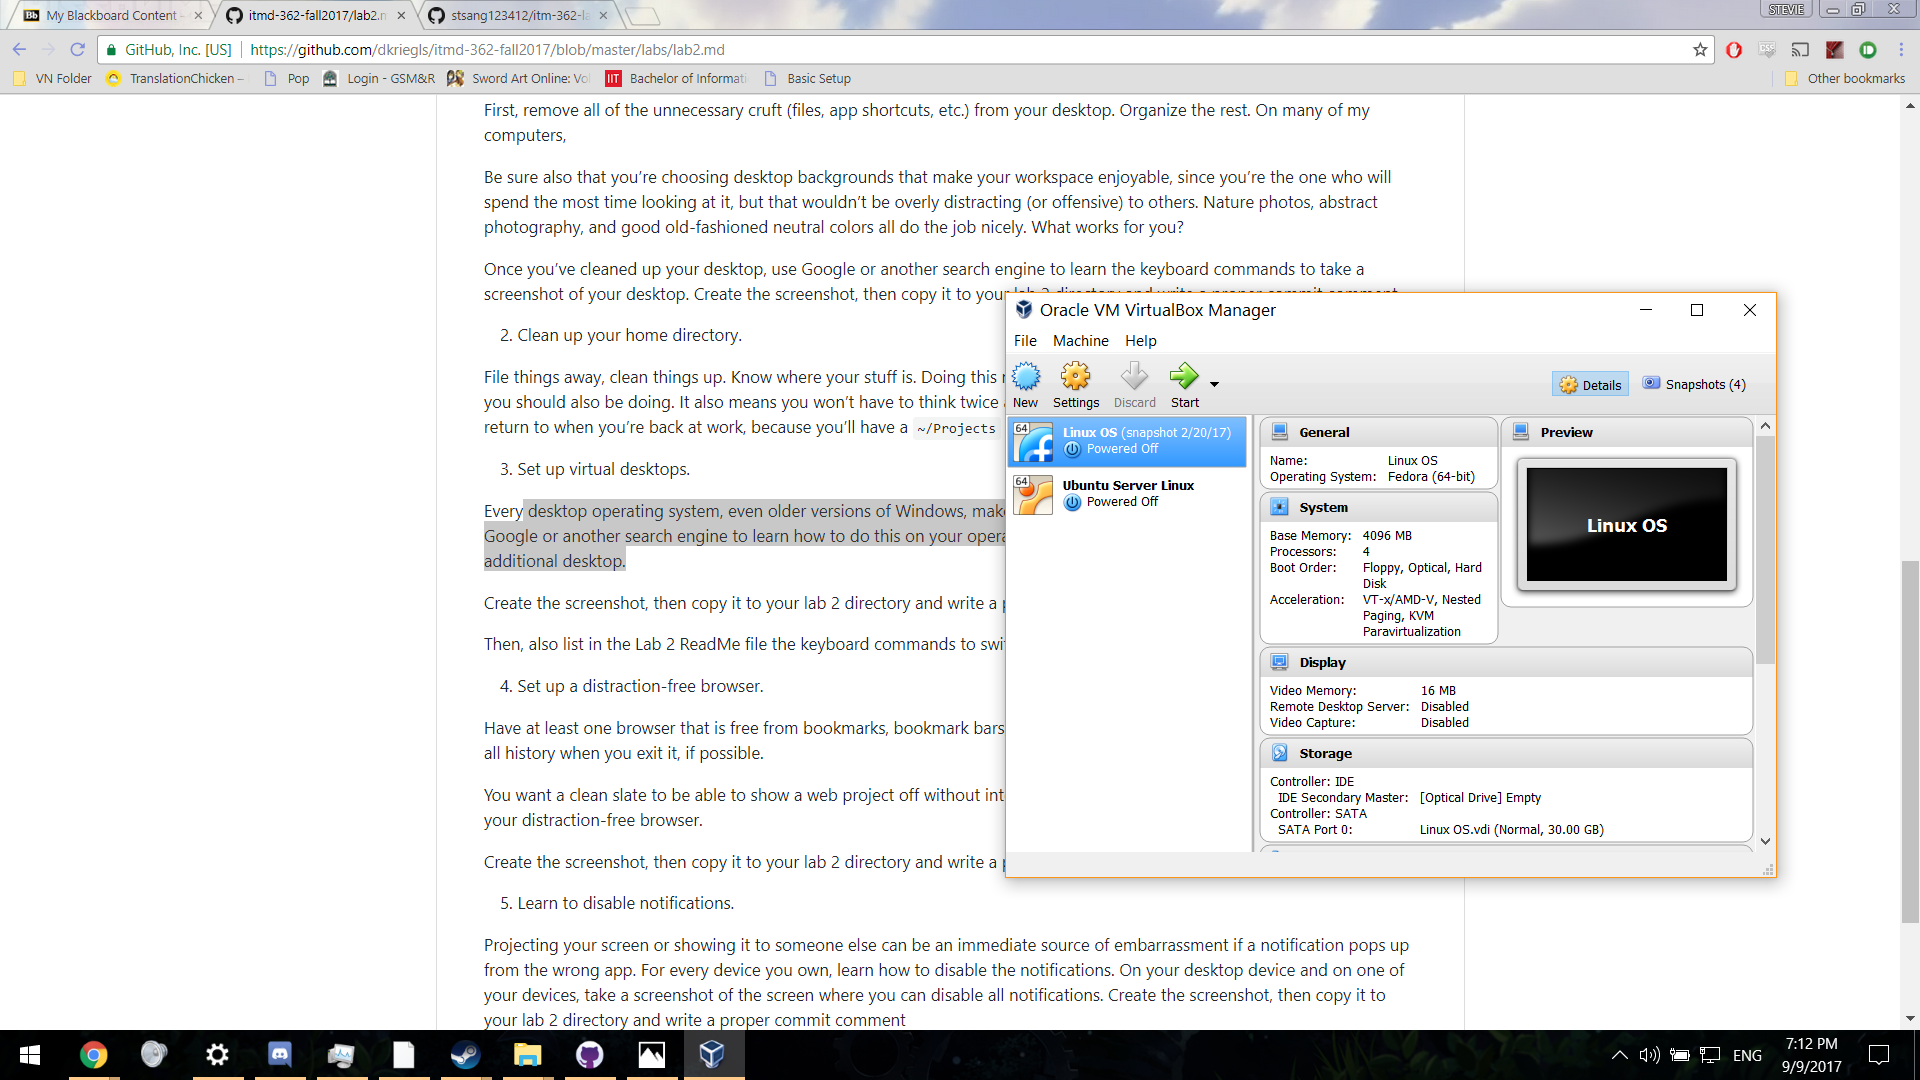 STEVIE
My Blackboard Content -
itmd-362-fall2017/lab2.m
stsang123412/itm-362-la
GitHub, Inc. [US]
https://github.com/dkriegls/itmd-362-fall2017/blob/master/labs/lab2.md
VN Folder
TranslationChicken –
Pop
Login - GSM&R
Sword Art Online: Vol
IIT
Bachelor of Informati
Basic Setup
Other bookmarks
First, remove all of the unnecessary cruft (files, app shortcuts, etc.) from your desktop. Organize the rest. On many of my
computers,
Be sure also that you’re choosing desktop backgrounds that make your workspace enjoyable, since you’re the one who will
spend the most time looking at it, but that wouldn’t be overly distracting (or offensive) to others. Nature photos, abstract
photography, and good old-fashioned neutral colors all do the job nicely. What works for you?
Once you’ve cleaned up your desktop, use Google or another search engine to learn the keyboard commands to take a
screenshot of your desktop. Create the screenshot, then copy it to your lab 2 directory and write a proper commit comment
2. Clean up your home directory.
File things away, clean things up. Know where your stuff is. Doing this
you should also be doing. It also means you won’t have to think twice
return to when you’re back at work, because you’ll have a ~/Projects
3. Set up virtual desktops.
Every desktop operating system, even older versions of Windows, make
Google or another search engine to learn how to do this on your opera
additional desktop.
Create the screenshot, then copy it to your lab 2 directory and write a
Then, also list in the Lab 2 ReadMe file the keyboard commands to swi
4. Set up a distraction-free browser.
Have at least one browser that is free from bookmarks, bookmark bars
all history when you exit it, if possible.
You want a clean slate to be able to show a web project off without int
your distraction-free browser.
Create the screenshot, then copy it to your lab 2 directory and write a
5. Learn to disable notifications.
Projecting your screen or showing it to someone else can be an immediate source of embarrassment if a notification pops up
from the wrong app. For every device you own, learn how to disable the notifications. On your desktop device and on one of
your devices, take a screenshot of the screen where you can disable all notifications. Create the screenshot, then copy it to
your lab 2 directory and write a proper commit comment
Oracle VM VirtualBox Manager
File Machine Help
New Settings Discard Start
Details
Snapshots (4)
64
Linux OS (snapshot 2/20/17)
Powered Off
64
Ubuntu Server Linux
Powered Off
General
Name: Linux OS
Operating System: Fedora (64-bit)
System
Base Memory: 4096 MB
Processors: 4
Boot Order: Floppy, Optical, Hard
Disk
Acceleration: VT-x/AMD-V, Nested
Paging, KVM
Paravirtualization
Preview
Linux OS
Display
Video Memory: 16 MB
Remote Desktop Server: Disabled
Video Capture: Disabled
Storage
Controller: IDE
IDE Secondary Master: [Optical Drive] Empty
Controller: SATA
SATA Port 0: Linux OS.vdi (Normal, 30.00 GB)
ENG
7:12 PM
9/9/2017